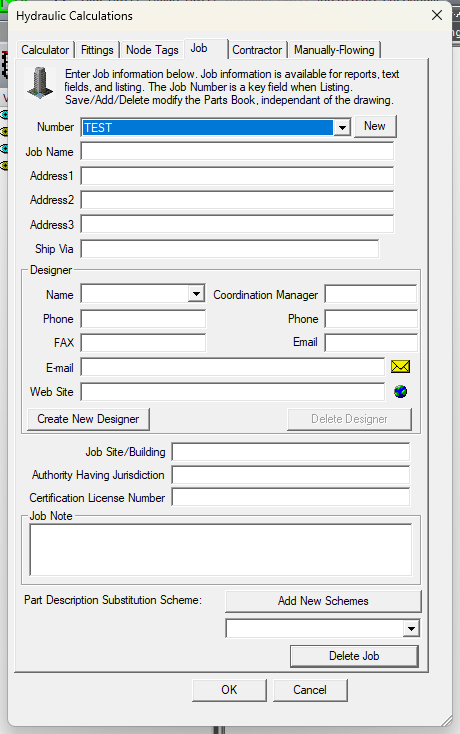 Hydraulic Calculations
Calculator Fittings Node Tags Job Contractor Manually-Flowing
Enter Job information below. Job information is available for reports, text
fields, and listing. The Job Number is a key field when Listing.
Save/Add/Delete modify the Parts Book, independant of the drawing.
Number TEST New
Job Name
Address1
Address2
Address3
Ship Via
Designer
Name Coordination Manager
Phone Phone
FAX Email
E-mail
Web Site
Create New Designer Delete Designer
Job Site/Building
Authority Having Jurisdiction
Certification License Number
Job Note
Part Description Substitution Scheme: Add New Schemes
Delete Job
OK Cancel